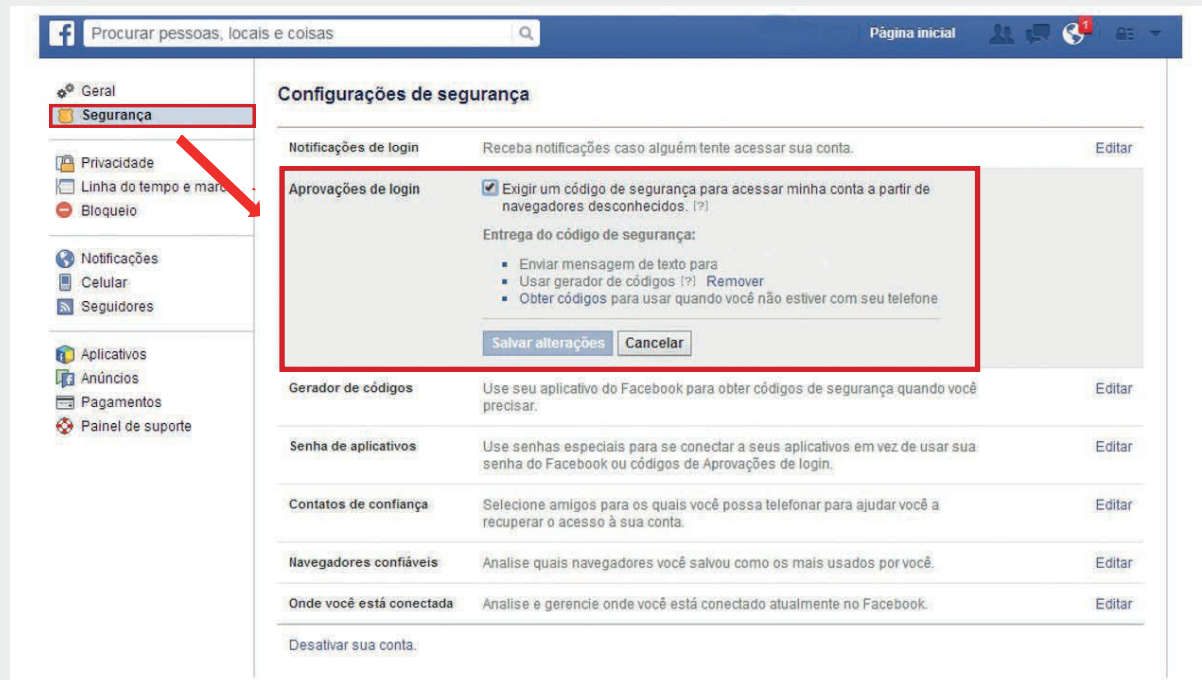 f Procurar pessoas, locais e coisas
Página inicial
1
Geral
Segurança
Privacidade
Linha do tempo e marc
Bloqueio
Notificações
Celular
Seguidores
Aplicativos
Anúncios
Pagamentos
Painel de suporte
Configurações de segurança
Notificações de login Receba notificações caso alguém tente acessar sua conta. Editar
Aprovações de login Exigir um código de segurança para acessar minha conta a partir de
navegadores desconhecidos. [?]
Entrega do código de segurança:
Enviar mensagem de texto para
Usar gerador de códigos [?] Remover
Obter códigos para usar quando você não estiver com seu telefone
Salvar alterações Cancelar
Gerador de códigos Use seu aplicativo do Facebook para obter códigos de segurança quando você Editar
precisar.
Senha de aplicativos Use senhas especiais para se conectar a seus aplicativos em vez de usar sua Editar
senha do Facebook ou códigos de Aprovações de login.
Contatos de confiança Selecione amigos para os quais você possa telefonar para ajudar você a Editar
recuperar o acesso à sua conta.
Navegadores confiáveis Analise quais navegadores você salvou como os mais usados por você. Editar
Onde você está conectada Analise e gerencie onde você está conectado atualmente no Facebook. Editar
Desativar sua conta.